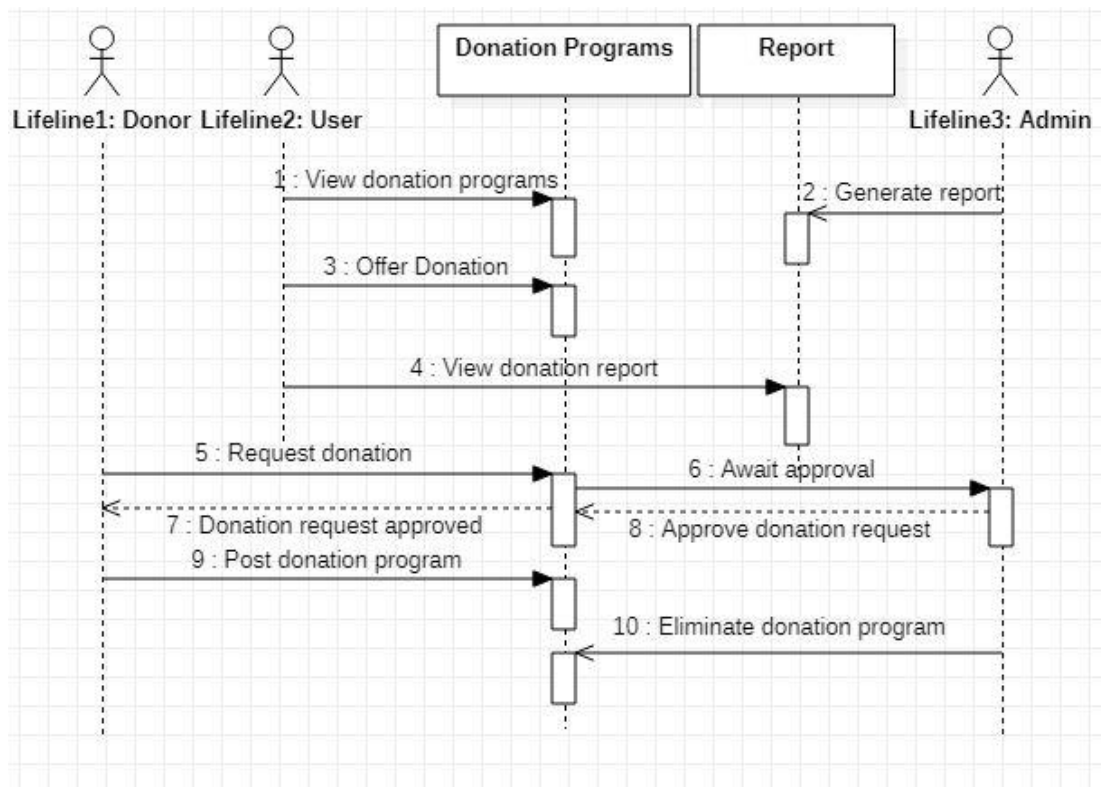 Donation Programs
Report
Lifeline1: Donor
Lifeline2: User
Lifeline3: Admin
1 : View donation programs
2 : Generate report
3 : Offer Donation
4 : View donation report
5 : Request donation
6 : Await approval
7 : Donation request approved
8 : Approve donation request
9 : Post donation program
10 : Eliminate donation program